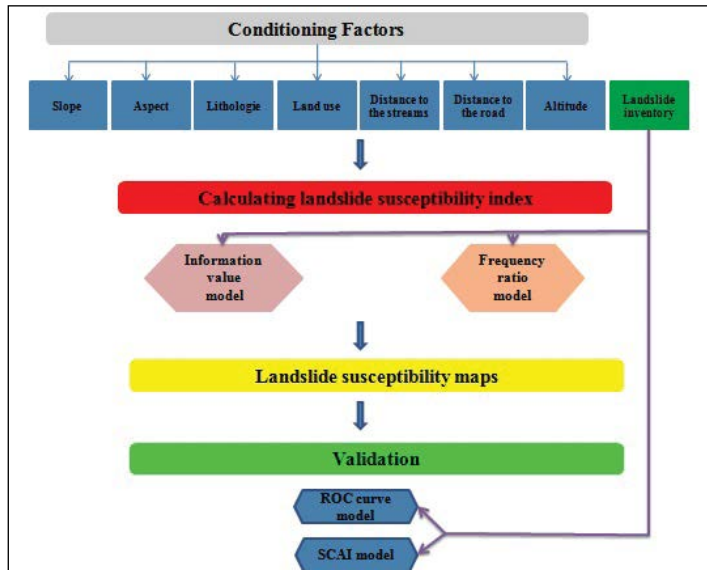 Conditioning Factors
Slope
Aspect
Lithologie
Land use
Distance to
the streams
Distance to
the road
Altitude
Landslide
inventory
Calculating landslide susceptibility index
Information
value
model
Frequency
ratio
model
Landslide susceptibility maps
Validation
ROC curve
model
SCAI model